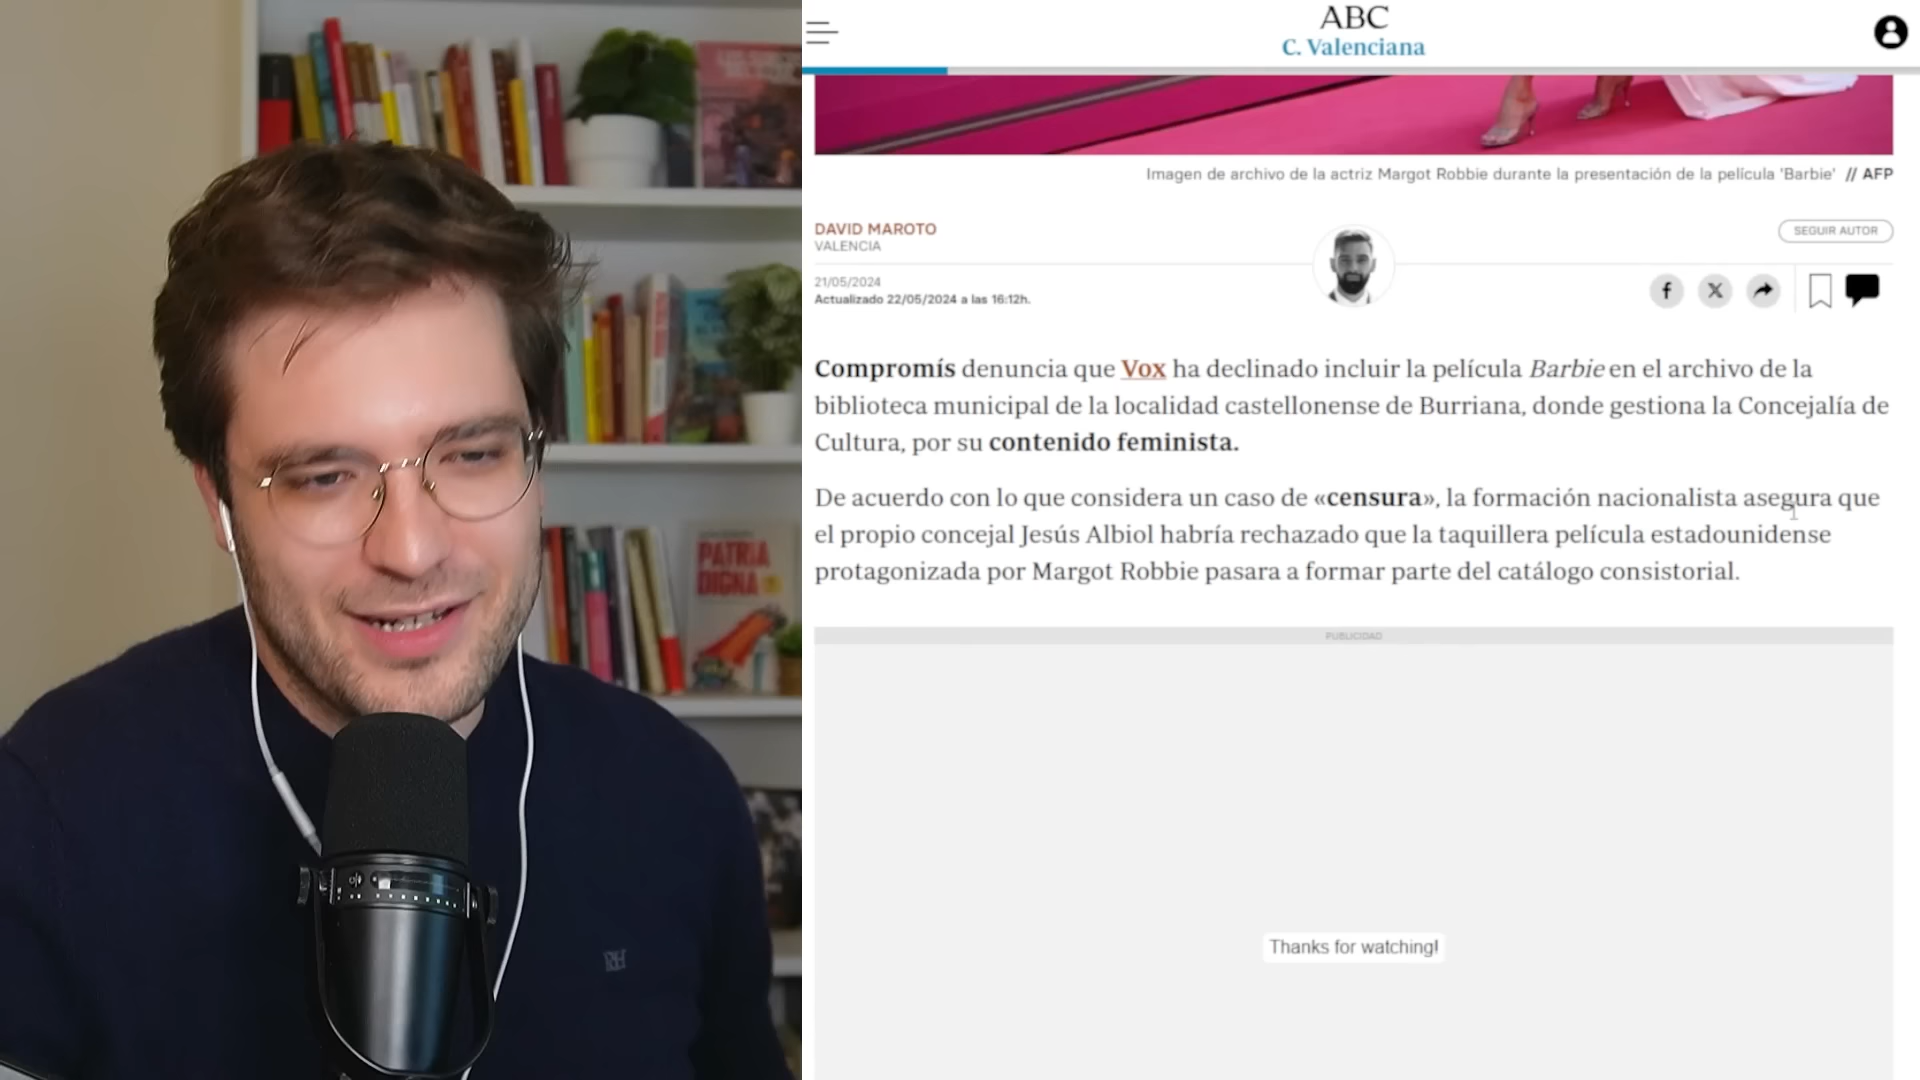 ABC
C. Valenciana
Imagen de archivo de la actriz Margot Robbie durante la presentación de la película 'Barbie' // AFP
DAVID MAROTO
VALENCIA
SEGUIR AUTOR
21/05/2024
Actualizado 22/05/2024 a las 16:12h.
Compromís denuncia que Vox ha declinado incluir la película Barbie en el archivo de la
biblioteca municipal de la localidad castellonense de Burriana, donde gestiona la Concejalía de
Cultura, por su contenido feminista.
De acuerdo con lo que considera un caso de «censura», la formación nacionalista asegura que
el propio concejal Jesús Albiol habría rechazado que la taquillera película estadounidense
protagonizada por Margot Robbie pasara a formar parte del catálogo consistorial.
PUBLICIDAD
Thanks for watching!
PATRIA
DIGNA